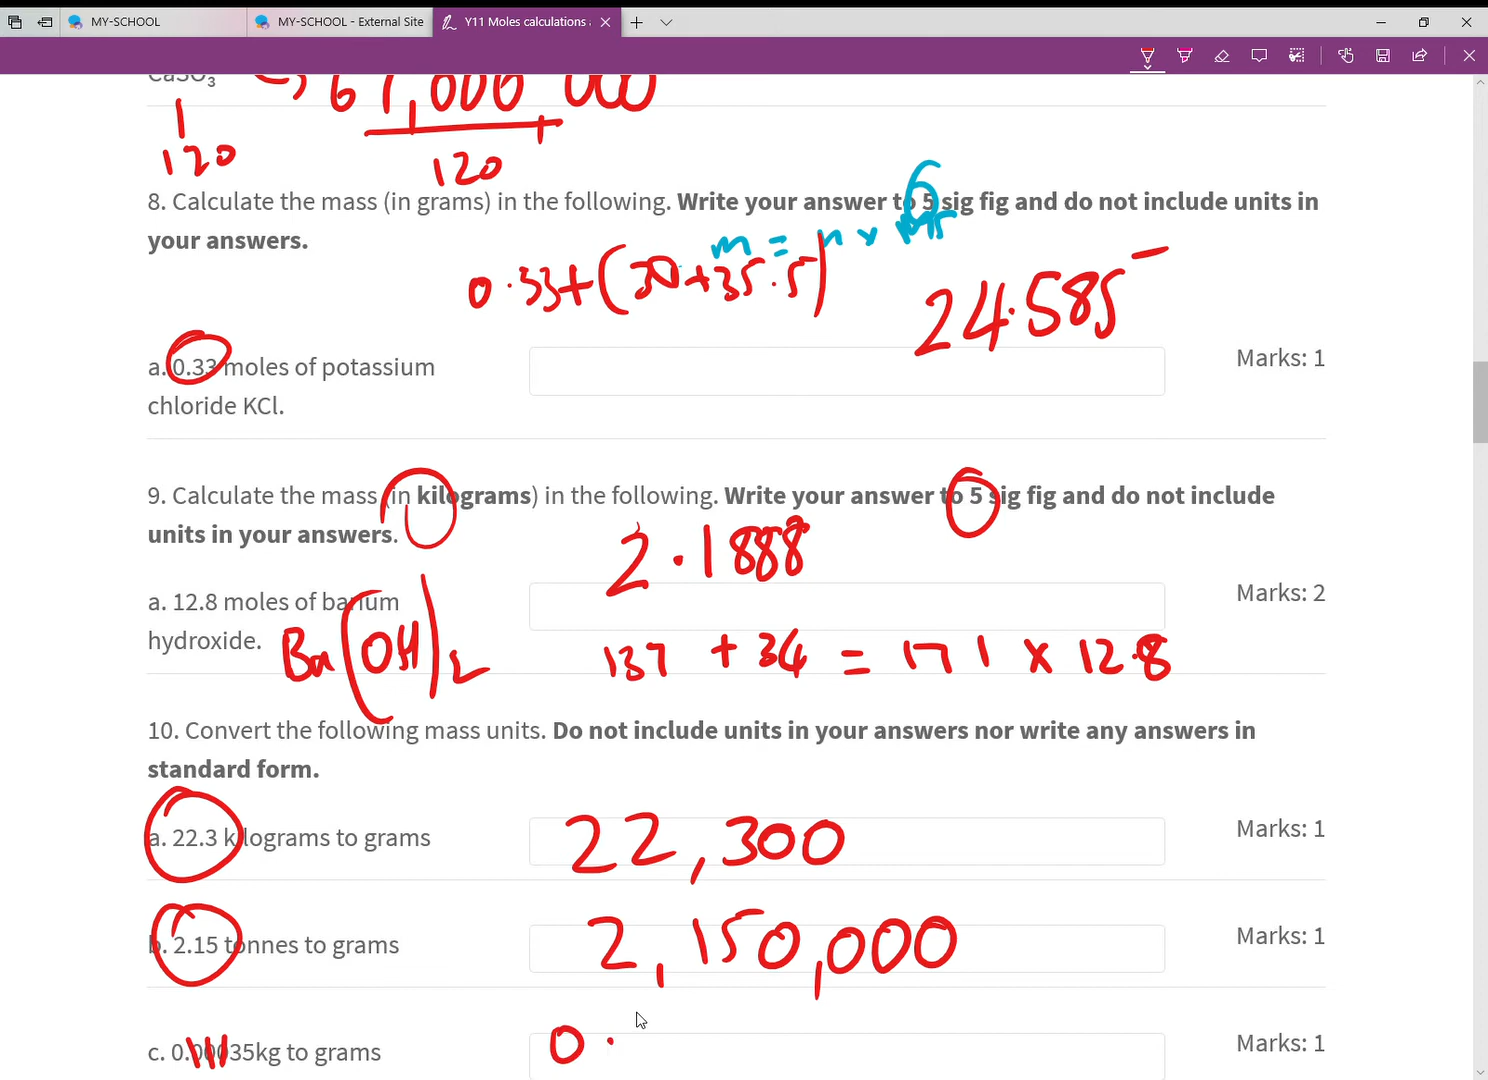 MY-SCHOOL
MY-SCHOOL - External Site
Y11 Moles calculations
CaSO₃
61,000,000
120
120
8. Calculate the mass (in grams) in the following. Write your answer to 5 sig fig and do not include units in
your answers.
m = n x Mr
0.33+(39+35.5)
24.585
a. 0.33 moles of potassium
chloride KCl.
Marks: 1
9. Calculate the mass (in kilograms) in the following. Write your answer to 5 sig fig and do not include
units in your answers.
2.1888
a. 12.8 moles of barium
hydroxide.
Marks: 2
Ba(OH)2
137 + 34 = 171 x 12.8
10. Convert the following mass units. Do not include units in your answers nor write any answers in
standard form.
a. 22.3 kilograms to grams
22,300
Marks: 1
b. 2.15 tonnes to grams
2,150,000
Marks: 1
c. 0.00035kg to grams
0.
Marks: 1